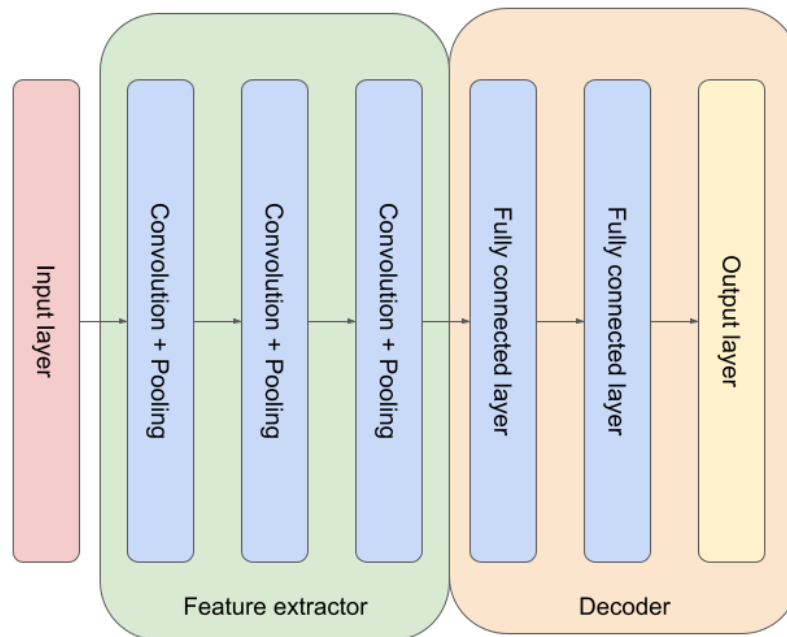 Input layer
Convolution + Pooling
Convolution + Pooling
Convolution + Pooling
Fully connected layer
Fully connected layer
Output layer
Feature extractor
Decoder